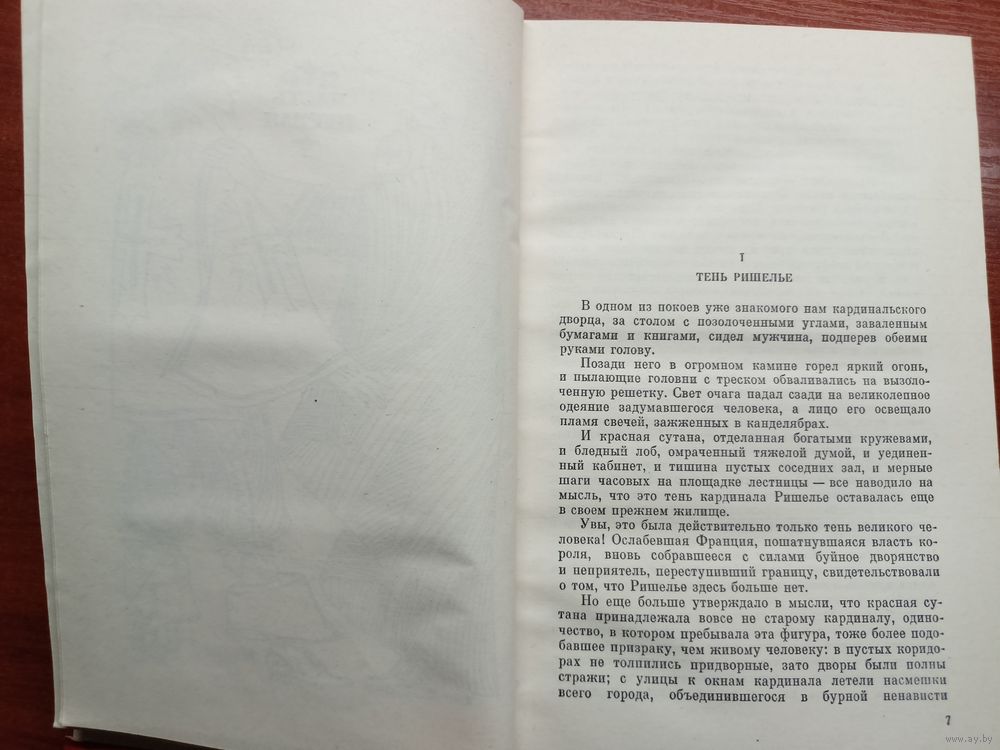 I
ТЕНЬ РИШЕЛЬЕ
В одном из покоев уже знакомого нам кардинальского
дворца, за столом с позолоченными углами, заваленным
бумагами и книгами, сидел мужчина, подперев обеими
руками голову.
Позади него в огромном камине горел яркий огонь,
и пылающие головни с треском обваливались на вызоло-
ченную решетку. Свет очага падал сзади на великолепное
одеяние задумавшегося человека, а лицо его освещало
пламя свечей, зажженных в канделябрах.
И красная сутана, отделанная богатыми кружевами,
и бледный лоб, омраченный тяжелой думой, и уединен-
ный кабинет, и тишина пустых соседних зал, и мерные
шаги часовых на площадке лестницы — все наводило на
мысль, что это тень кардинала Ришелье оставалась еще
в своем прежнем жилище.
Увы, это была действительно только тень великого че-
ловека! Ослабевшая Франция, пошатнувшаяся власть ко-
роля, вновь собравшееся с силами буйное дворянство
и неприятель, переступивший границу, свидетельствовали
о том, что Ришелье здесь больше нет.
Но еще больше утверждало в мысли, что красная су-
тана принадлежала вовсе не старому кардиналу, одино-
чество, в котором пребывала эта фигура, тоже более подо-
бавшее призраку, чем живому человеку: в пустых коридо-
рах не толпились придворные, зато дворы были полны
стражи; с улицы к окнам кардинала летели насмешки
всего города, объединившегося в бурной ненависти
7
www.ay.by